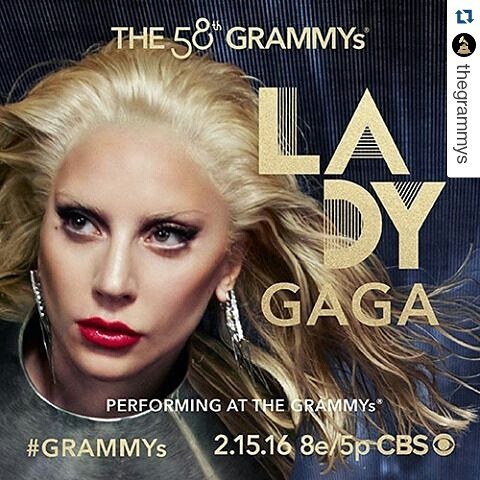 THE 58th GRAMMYs®
thegrammys
LA
DY
GAGA
PERFORMING AT THE GRAMMYs®
#GRAMMYs
2.15.16 8e/5p CBS